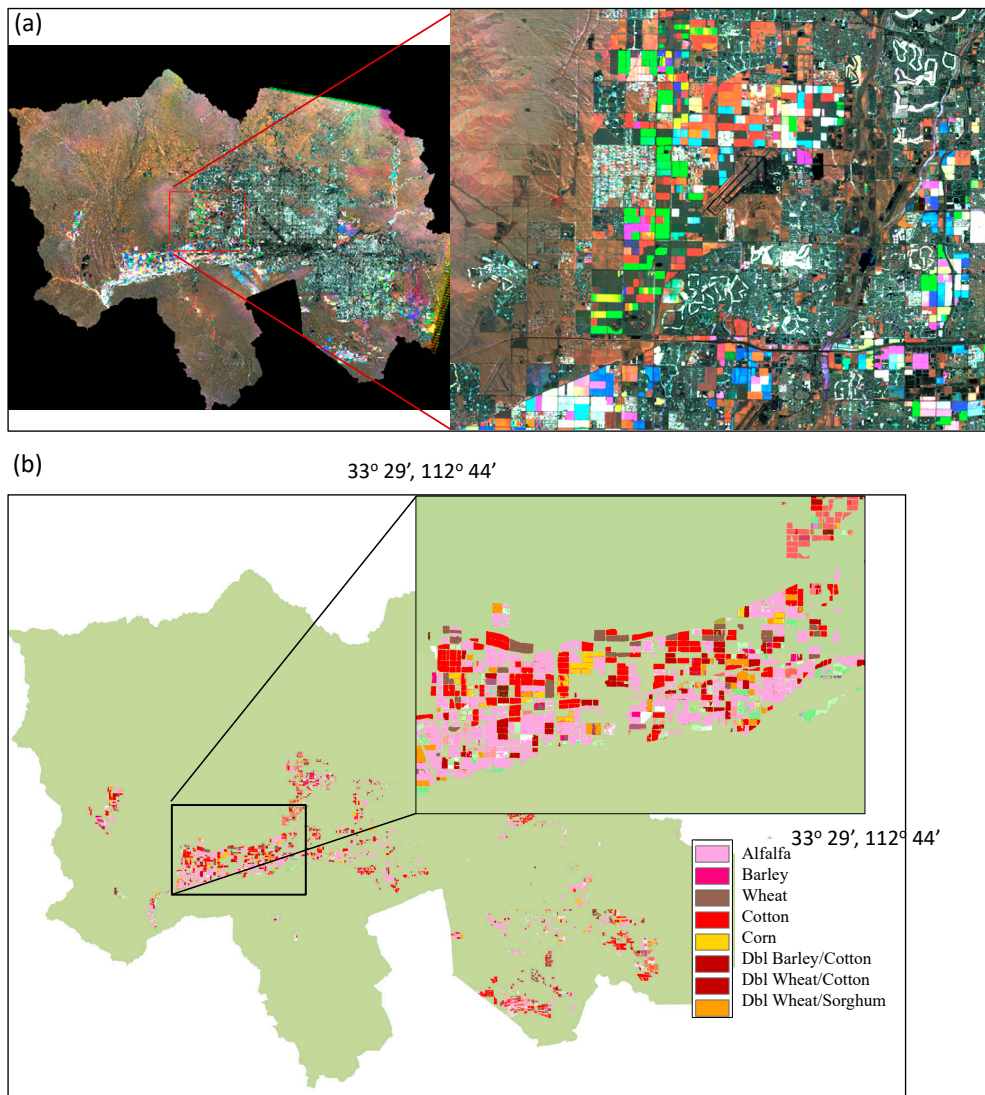 (a)
(b)
33° 29’, 112° 44’
33° 29’, 112° 44’
Alfalfa
Barley
Wheat
Cotton
Corn
Dbl Barley/Cotton
Dbl Wheat/Cotton
Dbl Wheat/Sorghum